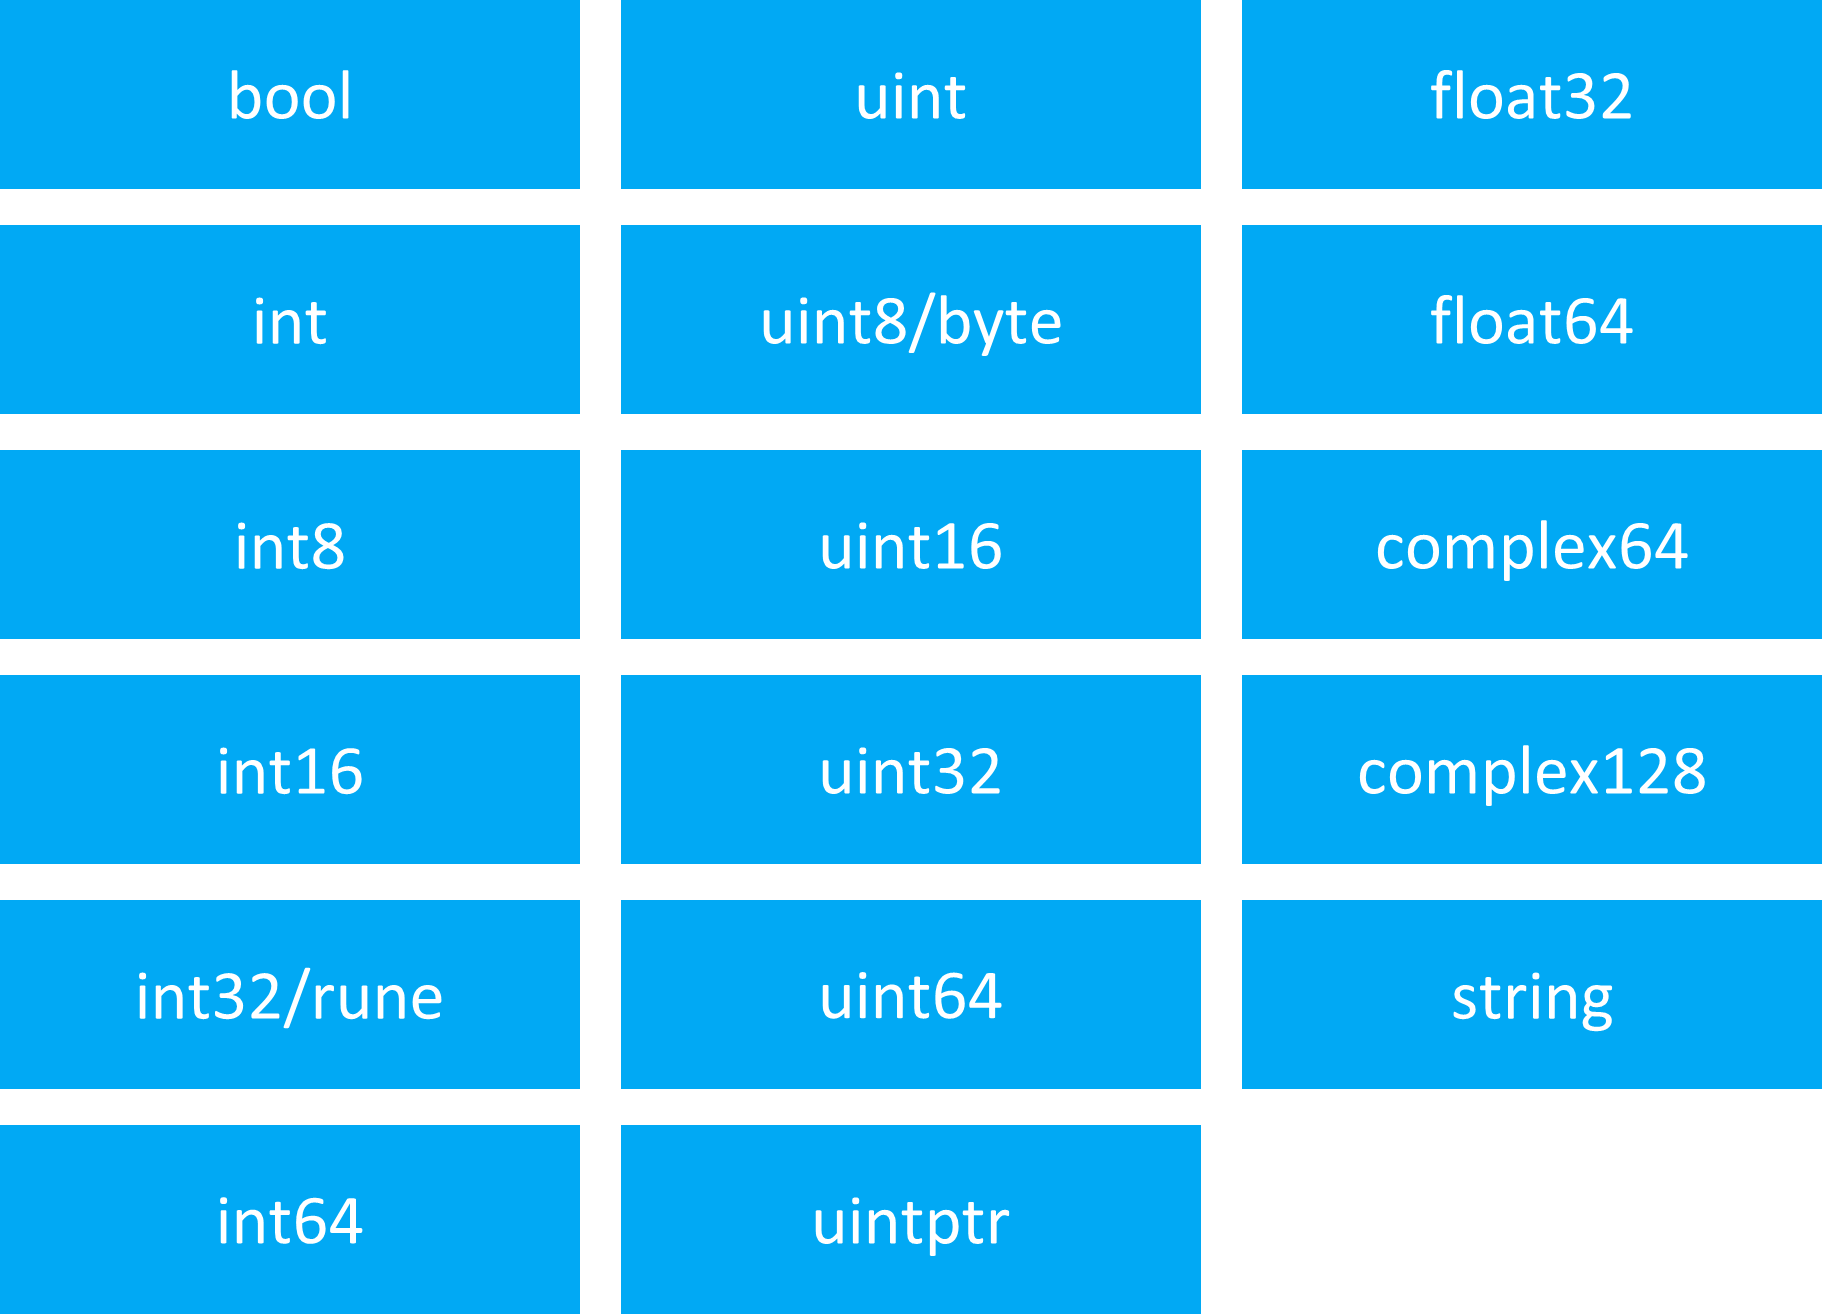 bool
uint
float32
int
uint8/byte
float64
int8
uint16
complex64
int16
uint32
complex128
int32/rune
uint64
string
int64
uintptr